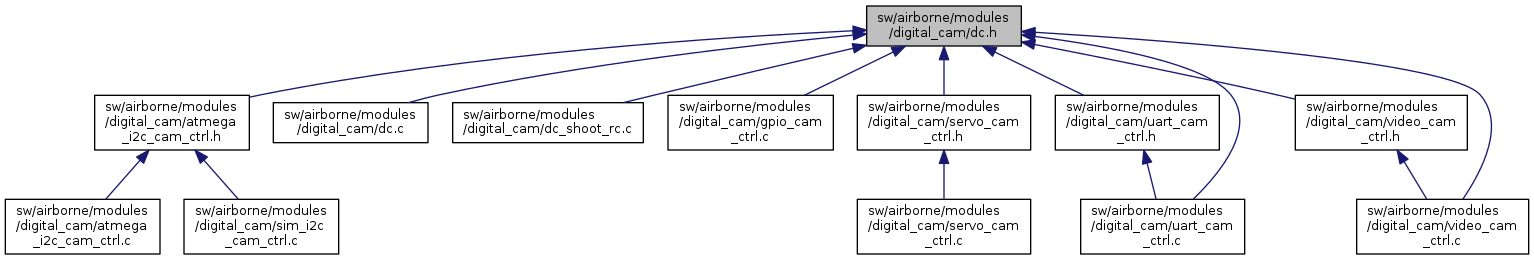 sw/airborne/modules
/digital_cam/dc.h
sw/airborne/modules
/digital_cam/atmega
_i2c_cam_ctrl.h
sw/airborne/modules
/digital_cam/dc.c
sw/airborne/modules
/digital_cam/dc_shoot_rc.c
sw/airborne/modules
/digital_cam/gpio_cam
_ctrl.c
sw/airborne/modules
/digital_cam/servo_cam
_ctrl.h
sw/airborne/modules
/digital_cam/uart_cam
_ctrl.h
sw/airborne/modules
/digital_cam/video_cam
_ctrl.h
sw/airborne/modules
/digital_cam/atmega
_i2c_cam_ctrl.c
sw/airborne/modules
/digital_cam/sim_i2c
_cam_ctrl.c
sw/airborne/modules
/digital_cam/servo_cam
_ctrl.c
sw/airborne/modules
/digital_cam/uart_cam
_ctrl.c
sw/airborne/modules
/digital_cam/video_cam
_ctrl.c